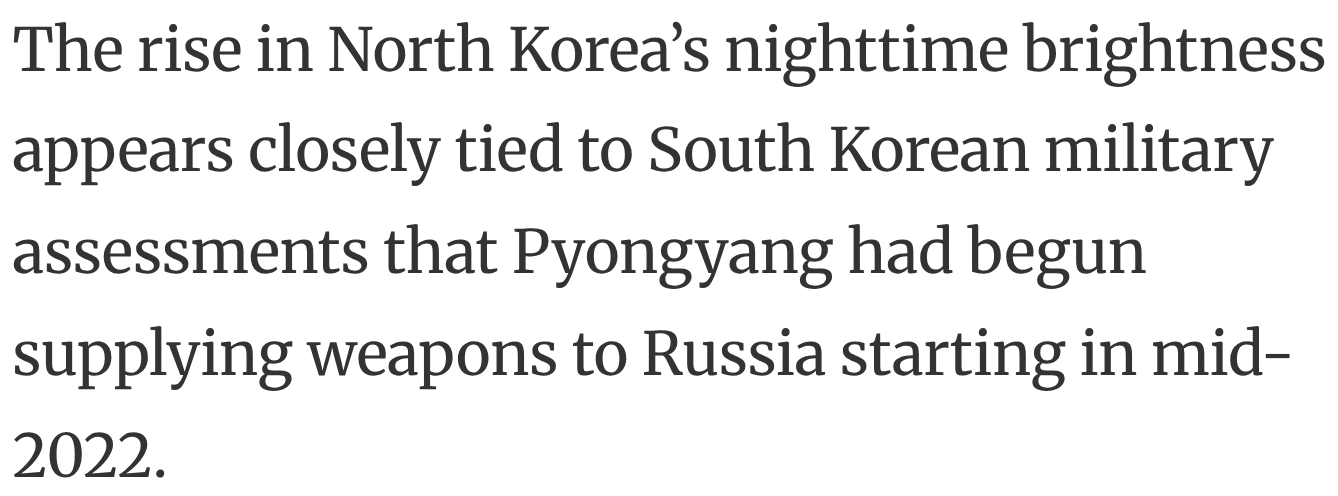 The rise in North Korea’s nighttime brightness
appears closely tied to South Korean military
assessments that Pyongyang had begun
supplying weapons to Russia starting in mid-
2022.